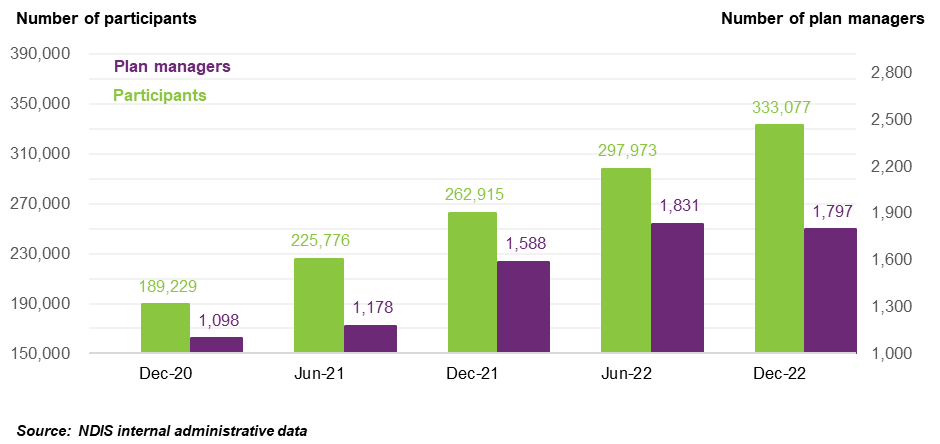 Number of participants
Number of plan managers
390,000
350,000
310,000
270,000
230,000
190,000
150,000
Plan managers
Participants
2,800
2,500
2,200
1,900
1,600
1,300
1,000
189,229
1,098
225,776
1,178
262,915
1,588
297,973
1,831
333,077
1,797
Dec-20
Jun-21
Dec-21
Jun-22
Dec-22
Source: NDIS internal administrative data